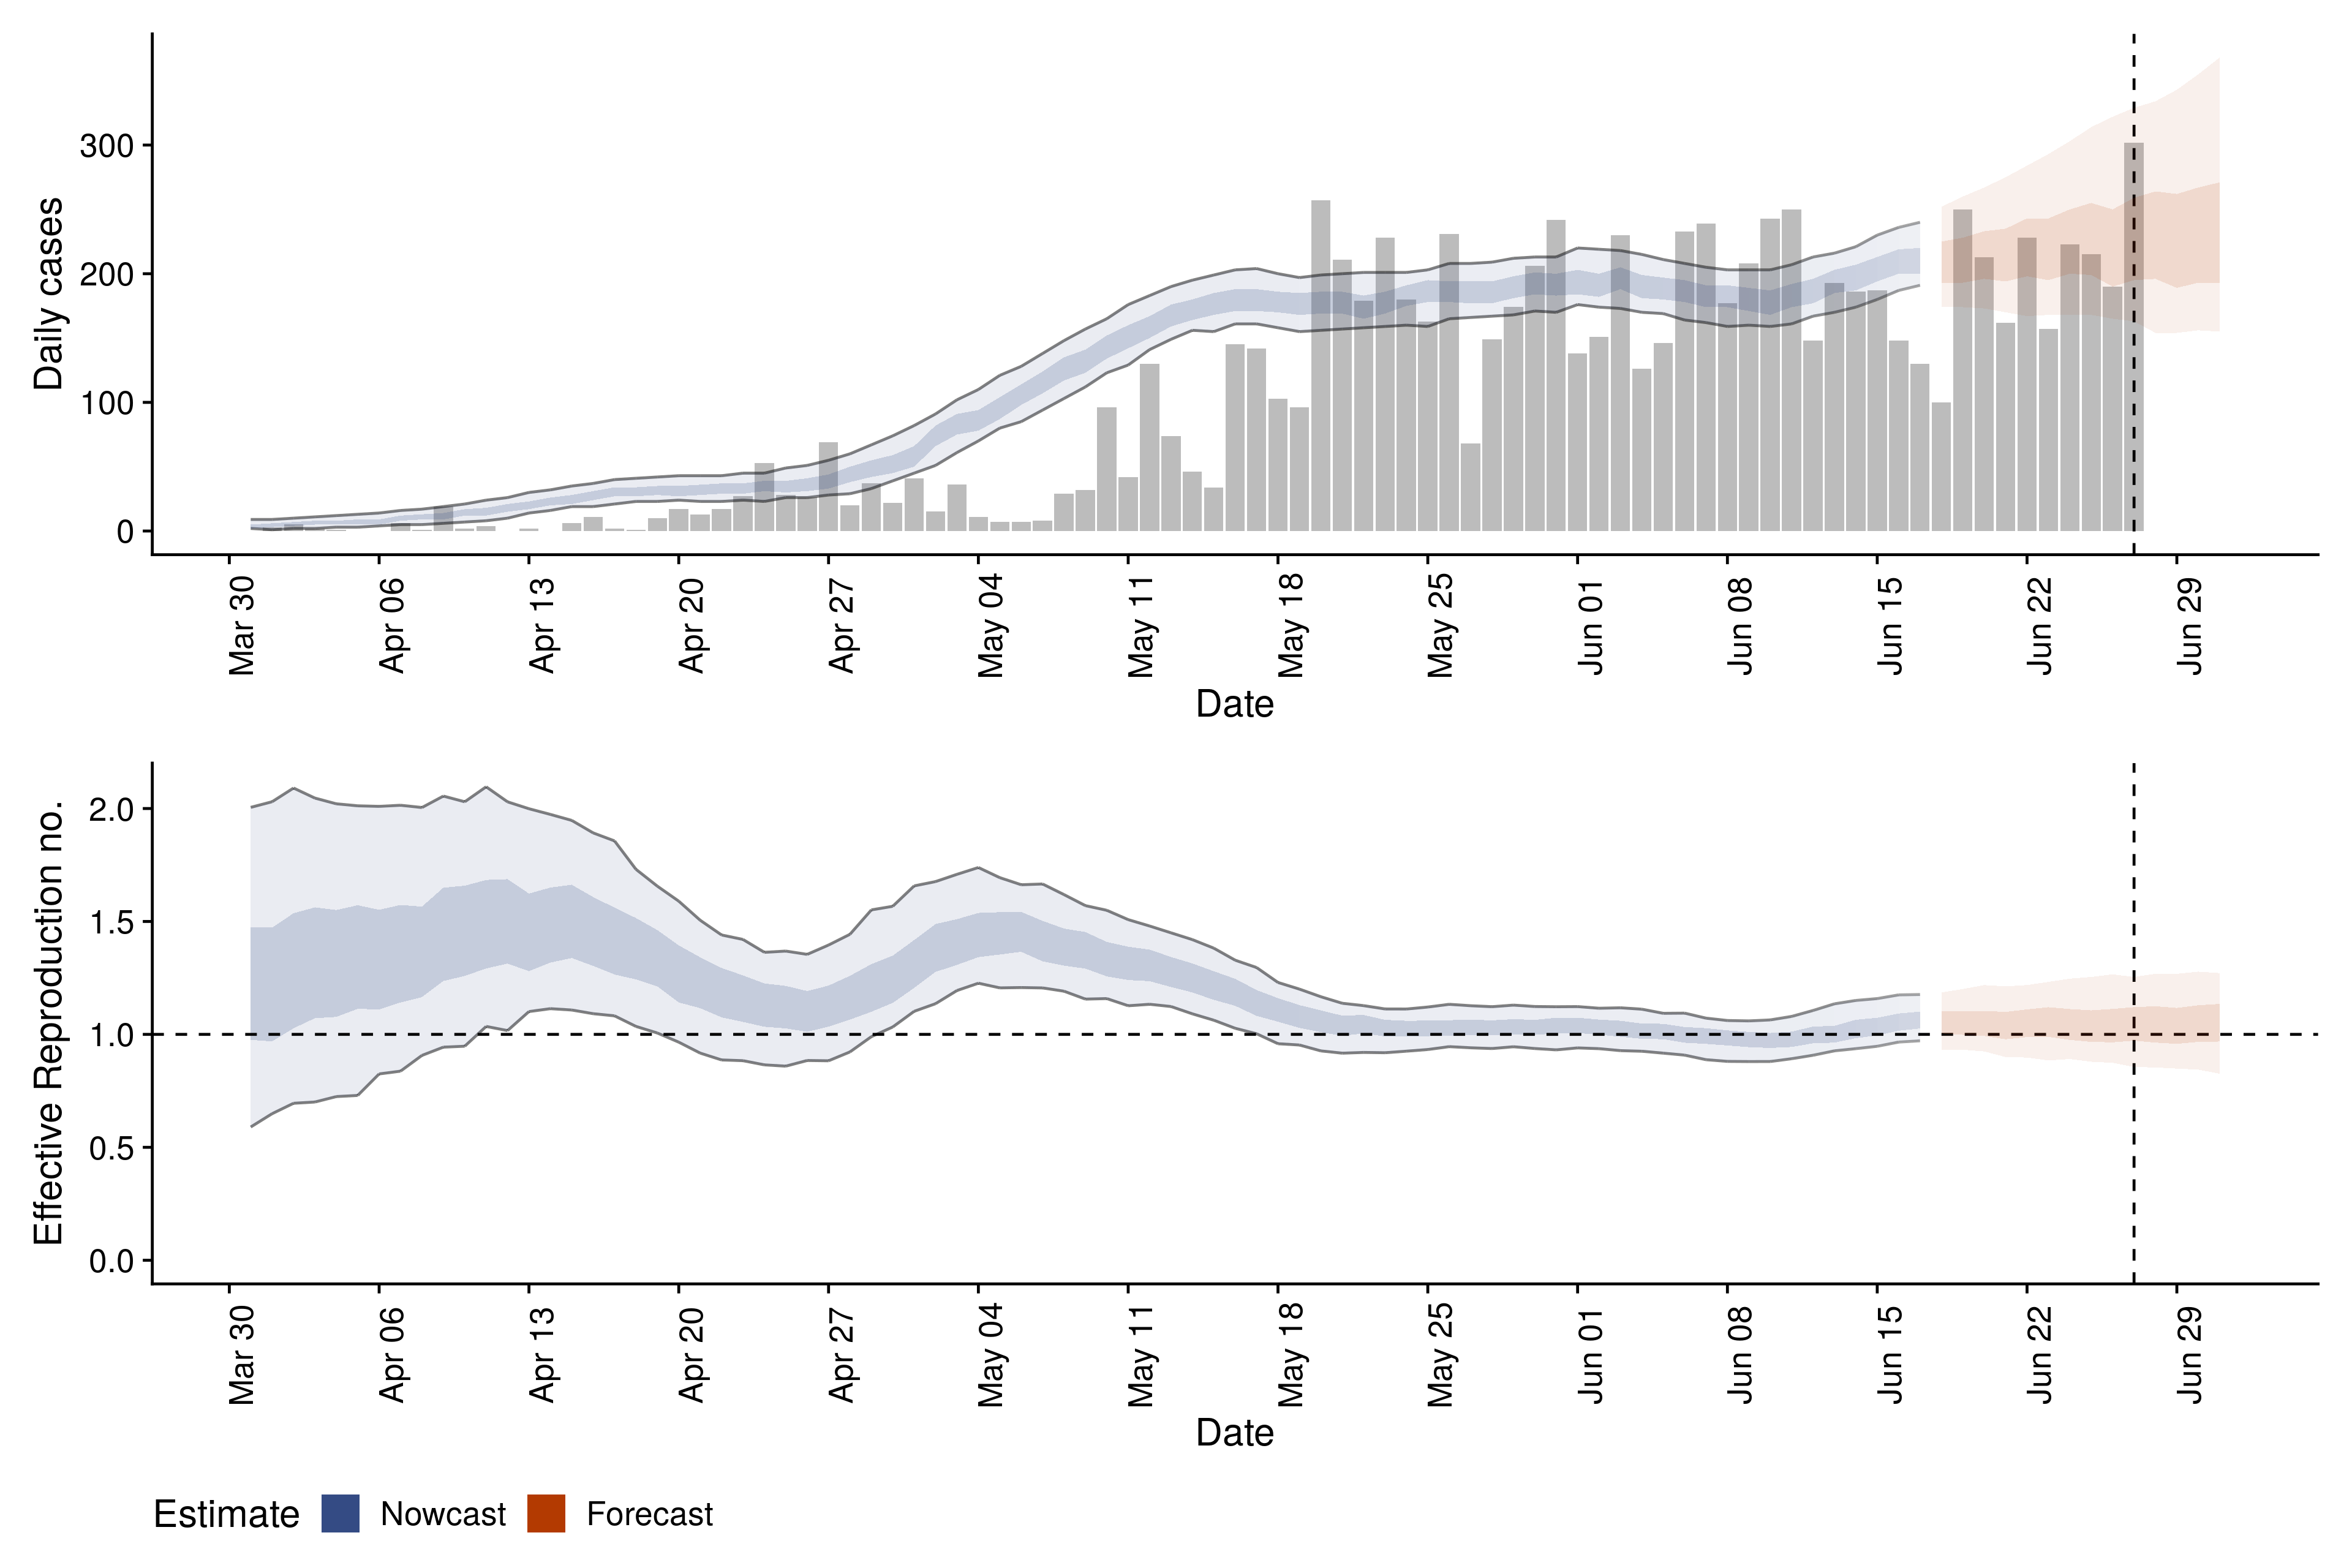 Daily cases
300
200
100
0
Mar 30
Apr 06
Apr 13
Apr 20
Apr 27
May 04
May 11
May 18
May 25
Jun 01
Jun 08
Jun 15
Jun 22
Jun 29
Date
Effective Reproduction no.
2.0
1.5
1.0
0.5
0.0
Mar 30
Apr 06
Apr 13
Apr 20
Apr 27
May 04
May 11
May 18
May 25
Jun 01
Jun 08
Jun 15
Jun 22
Jun 29
Date
Estimate Nowcast Forecast